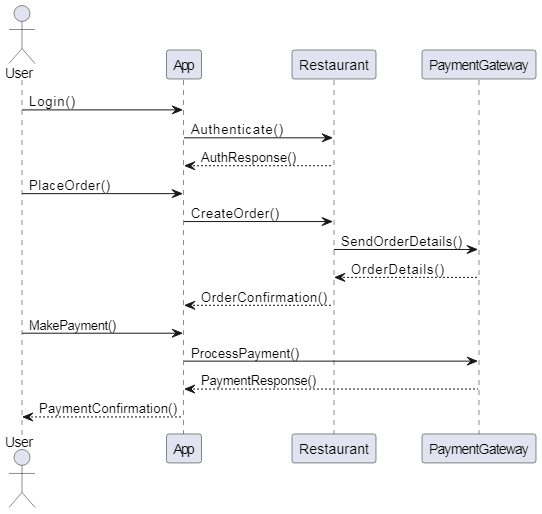 User
App
Restaurant
PaymentGateway
Login()
Authenticate()
AuthResponse()
PlaceOrder()
CreateOrder()
SendOrderDetails()
OrderDetails()
OrderConfirmation()
MakePayment()
ProcessPayment()
PaymentResponse()
PaymentConfirmation()
User
App
Restaurant
PaymentGateway